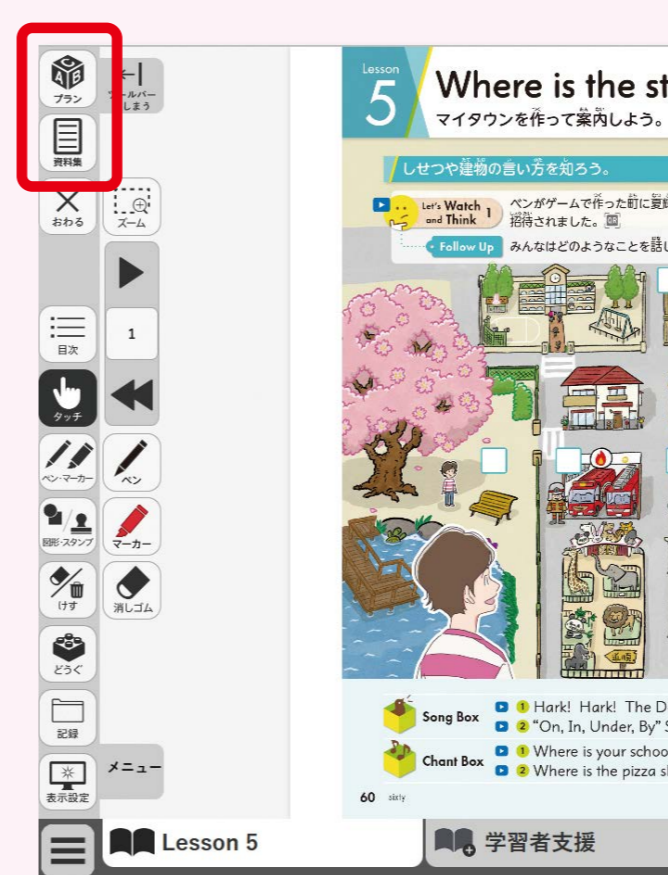 プラン
資料集
おわる
目次
タッチ
ペン・マーカー
図形・スタンプ
けす
どうぐ
記録
表示設定
しまう
ズーム
1
ペン
マーカー
消しゴム
メニュー
Lesson
5
Where is the st
マイタウンを作って案内しよう。
しせつや建物の言い方を知ろう。
Let's Watch and Think 1
ペンがゲームで作った町に夏
招待されました。
Follow Up みんなはどのようなことを話し
Song Box
1 Hark! Hark! The D
2 "On, In, Under, By" S
Chant Box
1 Where is your schoo
2 Where is the pizza s
60 sixty
Lesson 5
学習者支援